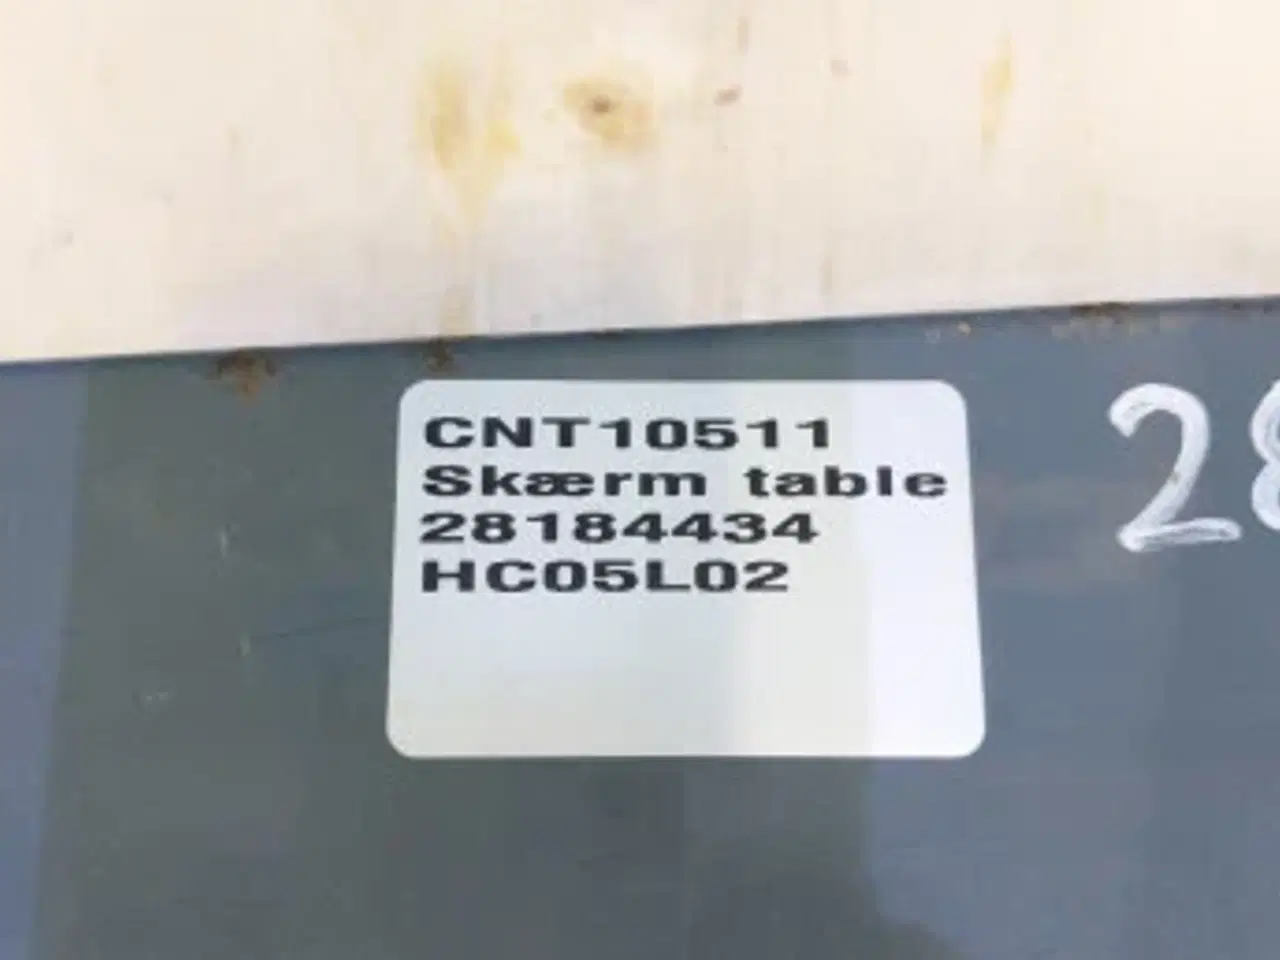 CNT10511
Skærm table
28184434
HC05L02
28